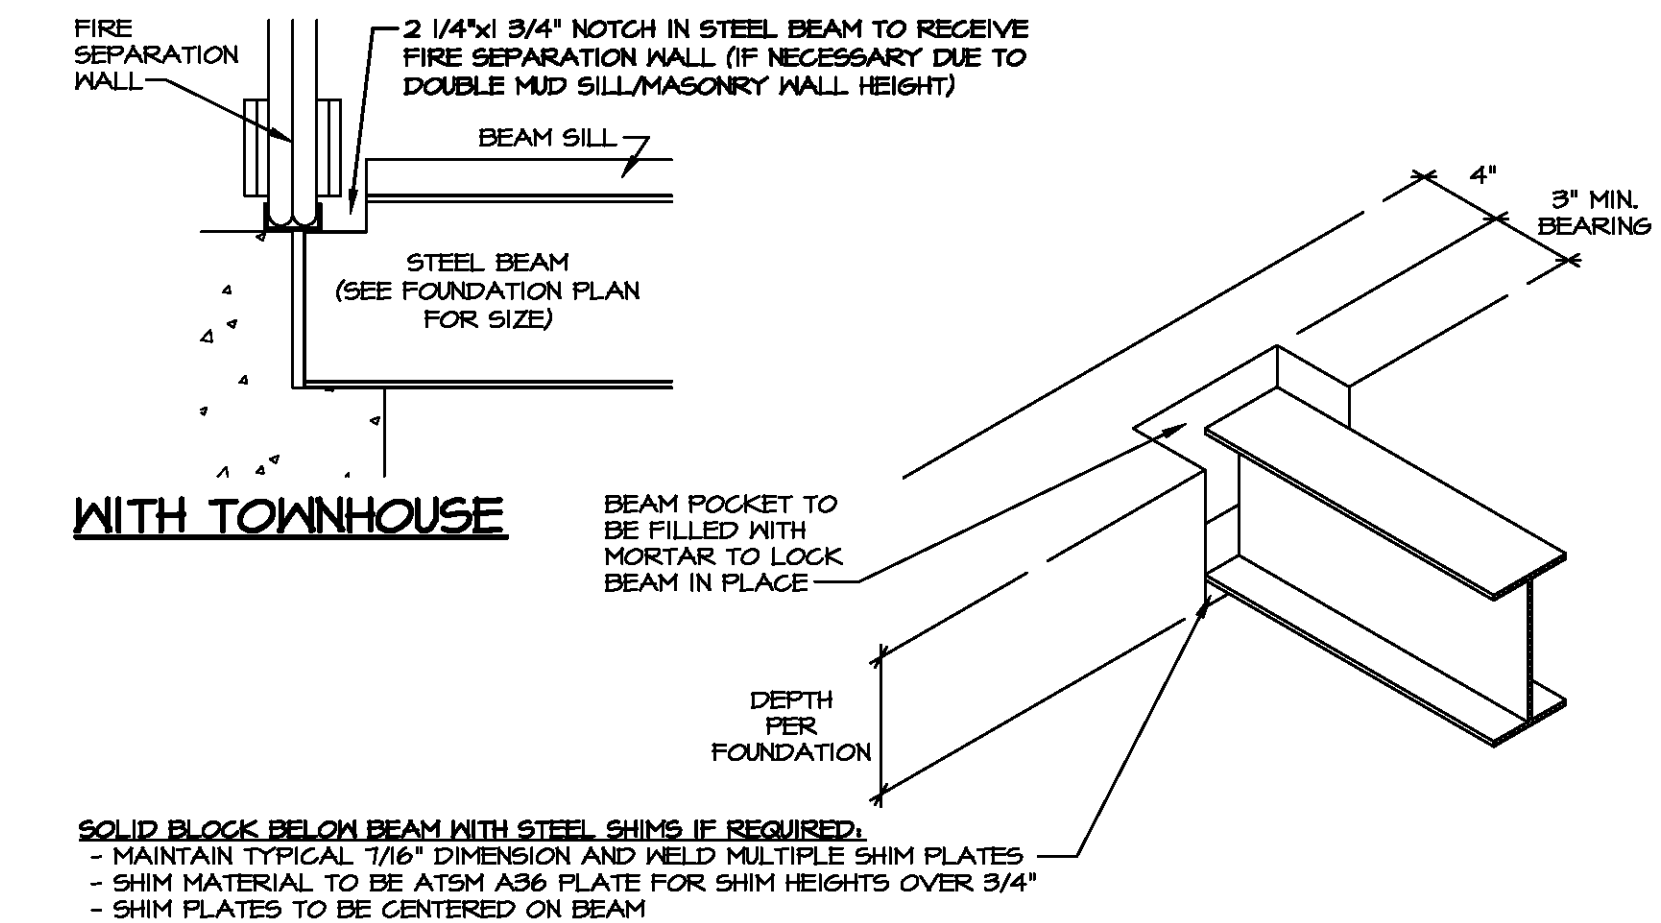 FIRE
SEPARATION
WALL
2 1/4"x1 3/4" NOTCH IN STEEL BEAM TO RECEIVE
FIRE SEPARATION WALL (IF NECESSARY DUE TO
DOUBLE MUD SILL/MASONRY WALL HEIGHT)
BEAM SILL
STEEL BEAM
(SEE FOUNDATION PLAN
FOR SIZE)
WITH TOWNHOUSE
4"
3" MIN.
BEARING
BEAM POCKET TO
BE FILLED WITH
MORTAR TO LOCK
BEAM IN PLACE
DEPTH
PER
FOUNDATION
SOLID BLOCK BELOW BEAM WITH STEEL SHIMS IF REQUIRED:
- MAINTAIN TYPICAL 7/16" DIMENSION AND WELD MULTIPLE SHIM PLATES
- SHIM MATERIAL TO BE ATSM A36 PLATE FOR SHIM HEIGHTS OVER 3/4"
- SHIM PLATES TO BE CENTERED ON BEAM